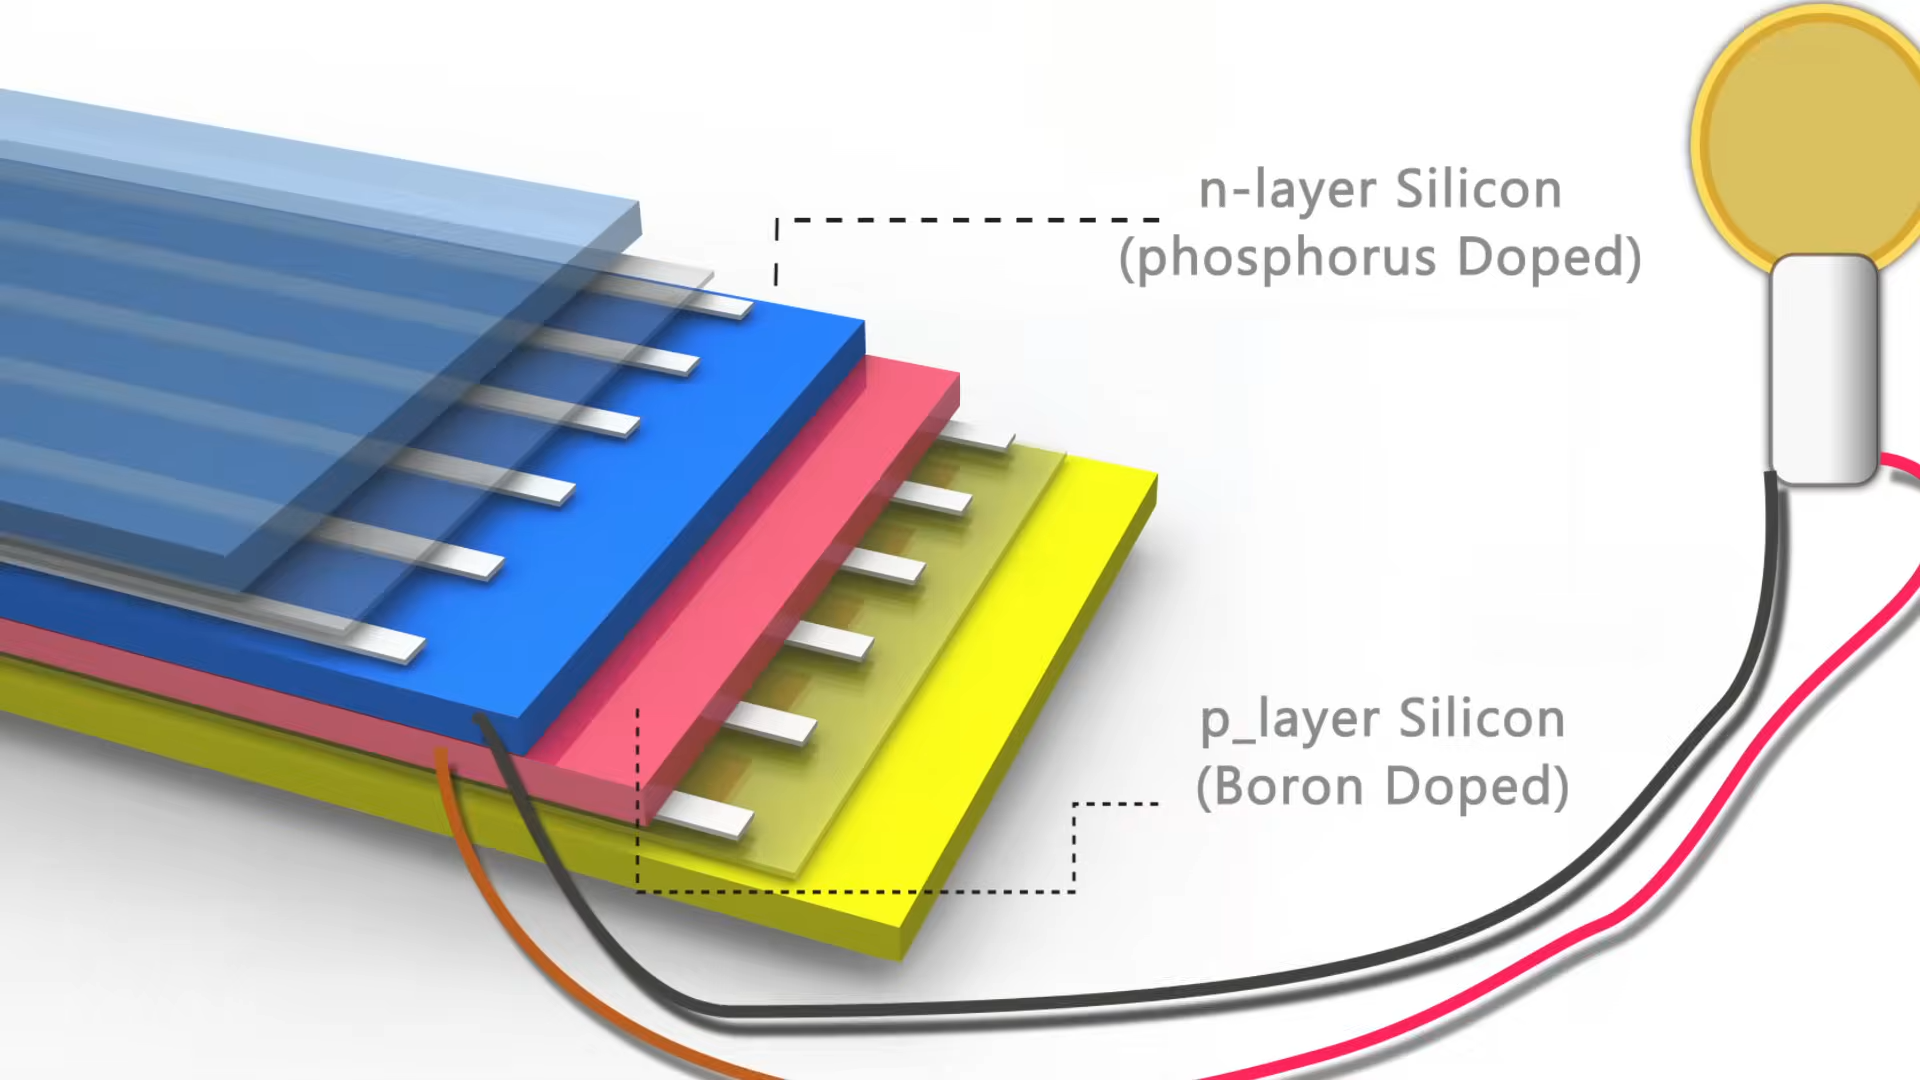 n-layer Silicon
(phosphorus Doped)
p_layer Silicon
(Boron Doped)